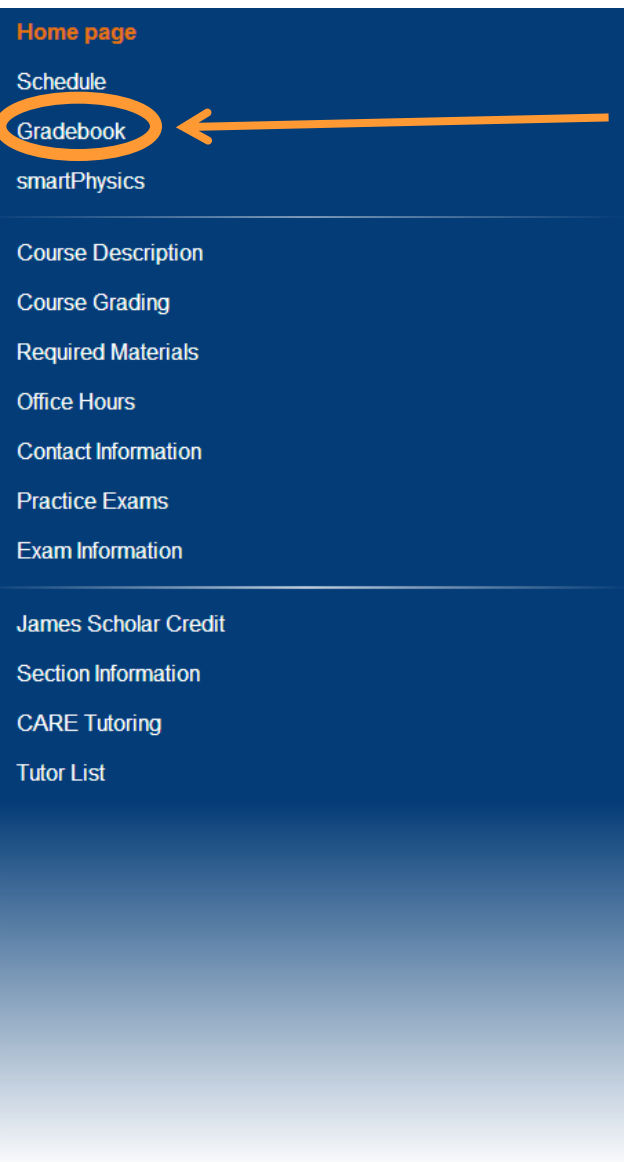 Home page
Schedule
Gradebook
smartPhysics
Course Description
Course Grading
Required Materials
Office Hours
Contact Information
Practice Exams
Exam Information
James Scholar Credit
Section Information
CARE Tutoring
Tutor List